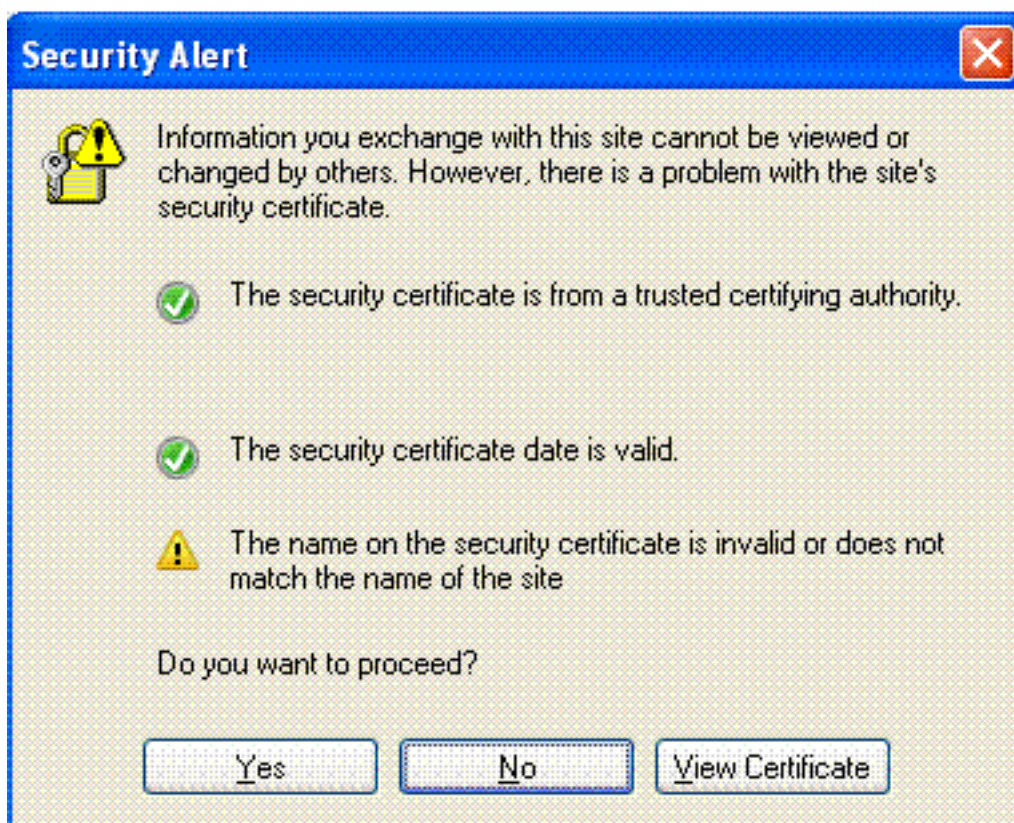 Security Alert
Information you exchange with this site cannot be viewed or
changed by others. However, there is a problem with the site's
security certificate.
The security certificate is from a trusted certifying authority.
The security certificate date is valid.
The name on the security certificate is invalid or does not
match the name of the site
Do you want to proceed?
Yes No View Certificate